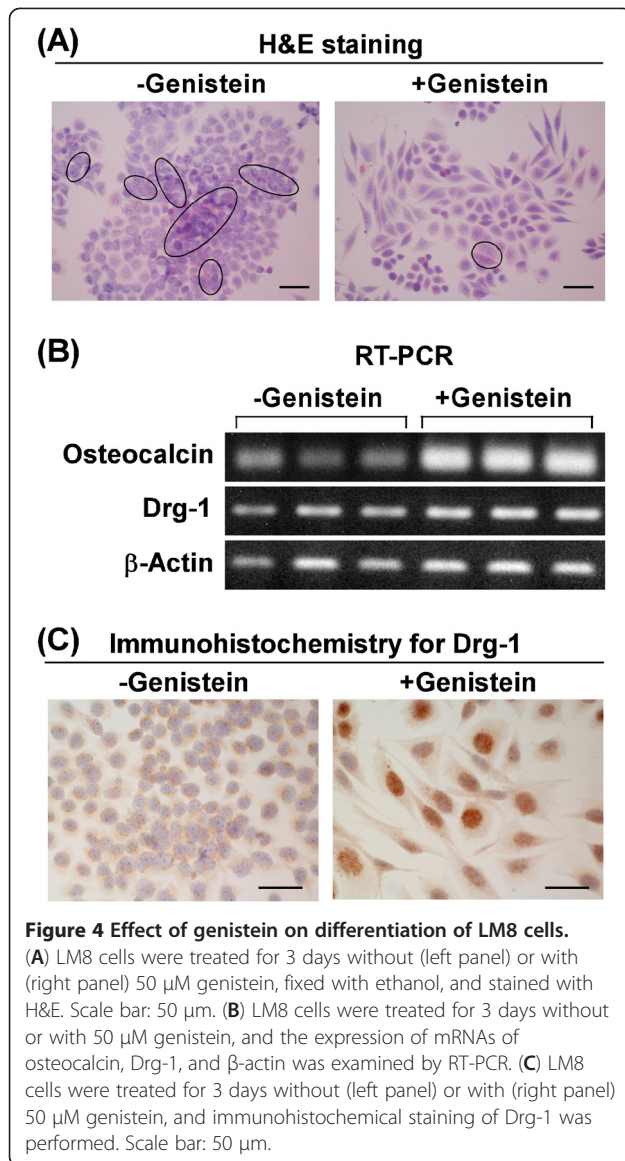 (A) H&E staining
-Genistein +Genistein
(B) RT-PCR
-Genistein +Genistein
Osteocalcin
Drg-1
β-Actin
(C) Immunohistochemistry for Drg-1
-Genistein +Genistein
Figure 4 Effect of genistein on differentiation of LM8 cells.
(A) LM8 cells were treated for 3 days without (left panel) or with
(right panel) 50 μM genistein, fixed with ethanol, and stained with
H&E. Scale bar: 50 μm. (B) LM8 cells were treated for 3 days without
or with 50 μM genistein, and the expression of mRNAs of
osteocalcin, Drg-1, and β-actin was examined by RT-PCR. (C) LM8
cells were treated for 3 days without (left panel) or with (right panel)
50 μM genistein, and immunohistochemical staining of Drg-1 was
performed. Scale bar: 50 μm.